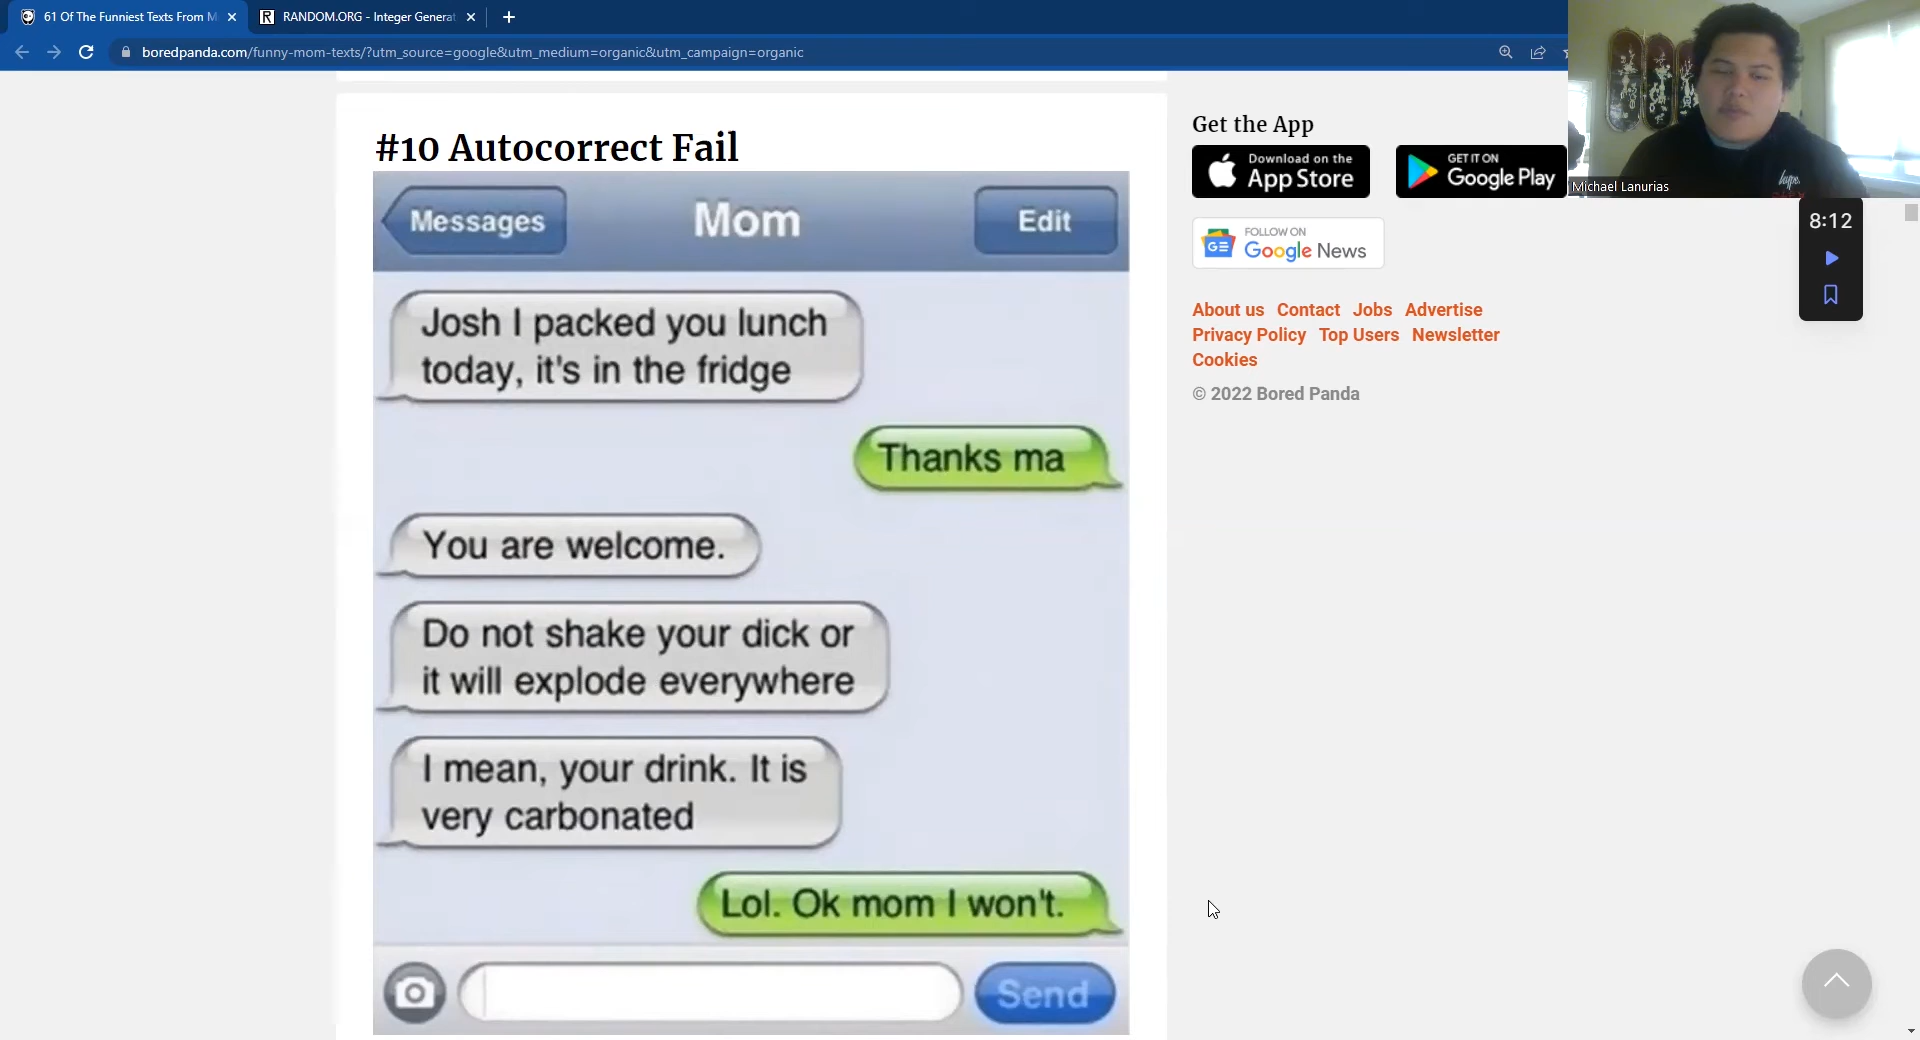 61 Of The Funniest Texts From M
RANDOM.ORG - Integer Generat
boredpanda.com/funny-mom-texts/?utm_source=google&utm_medium=organic&utm_campaign=organic
#10 Autocorrect Fail
Messages
Mom
Edit
Josh I packed you lunch
today, it's in the fridge
Thanks ma
You are welcome.
Do not shake your dick or
it will explode everywhere
I mean, your drink. It is
very carbonated
Lol. Ok mom I won't.
Send
Get the App
Download on the
App Store
GET IT ON
Google Play
FOLLOW ON
GE
Google News
About us Contact Jobs Advertise
Privacy Policy Top Users Newsletter
Cookies
© 2022 Bored Panda
Michael Lanurias
8:12